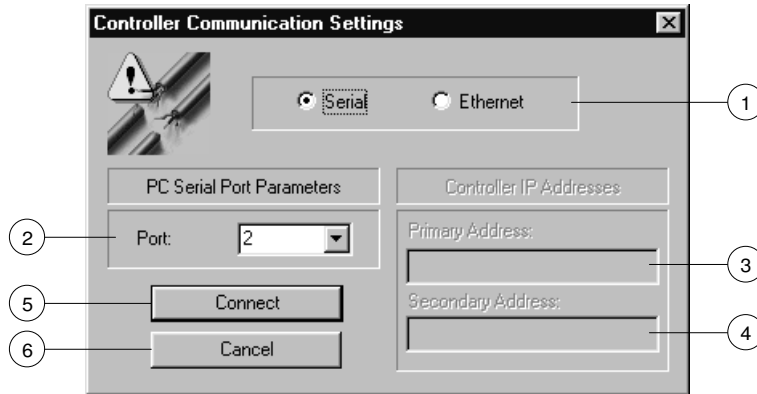 Controller Communication Settings
Serial Ethernet 1
PC Serial Port Parameters Controller IP Addresses
2 Port: 2 Primary Address:
3
5 Connect Secondary Address:
6 Cancel 4